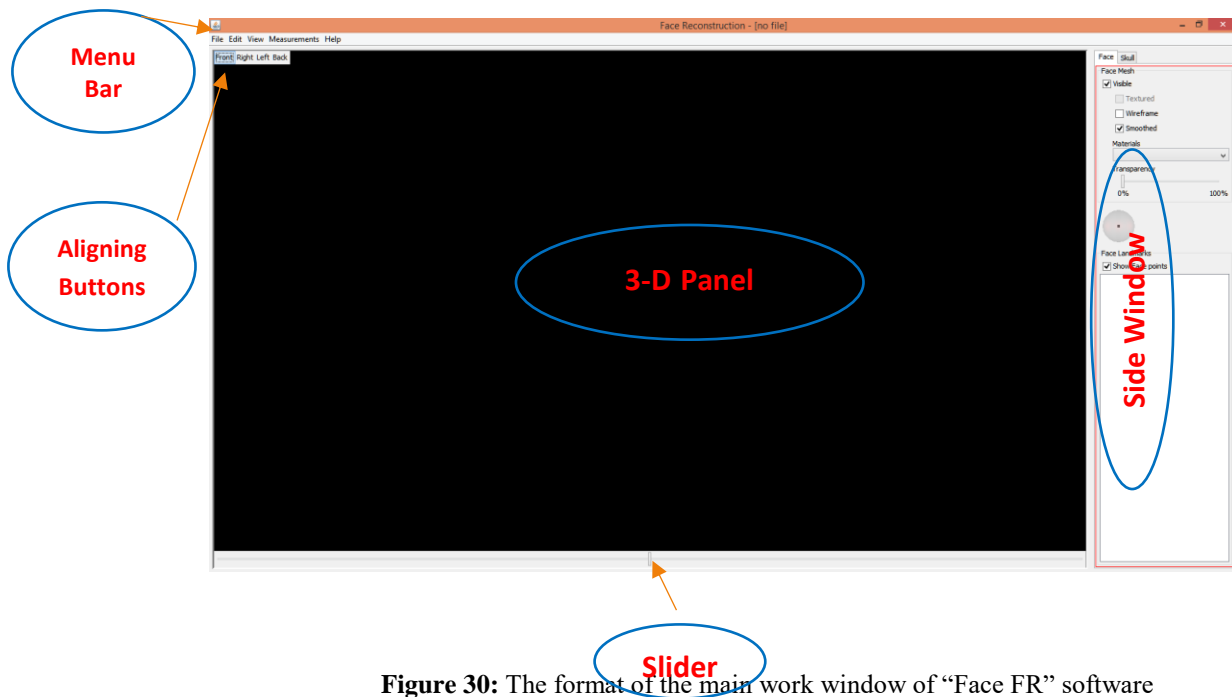 Face Reconstruction - [no file]
File Edit View Measurements Help
Front Right Left Back
Menu
Bar
Aligning
Buttons
3-D Panel
Face Skull
Face Mesh
Visible
Textured
Wireframe
Smoothed
Materials
Transparency
0% 100%
Face Landmarks
Show Face points
Side Window
Slider
Figure 30: The format of the main work window of “Face FR” software